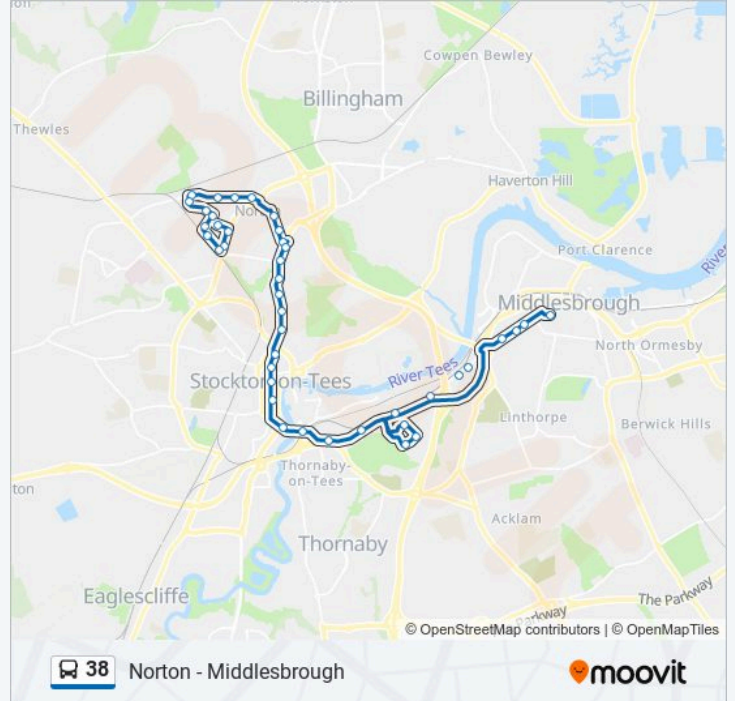 Cowpen Bewley
Billingham
Thewles
Haverton Hill
Nor
Port Clarence
River
Middlesbrough
North Ormesby
River Tees
Stockton-on-Tees
Linthorpe
Berwick Hills
Thornaby-
on-Tees
ton
Acklam
Thornaby
Eaglescliffe
The Parkway
Parkway
© OpenStreetMap contributors | © OpenMapTiles
38 Norton - Middlesbrough
moovit